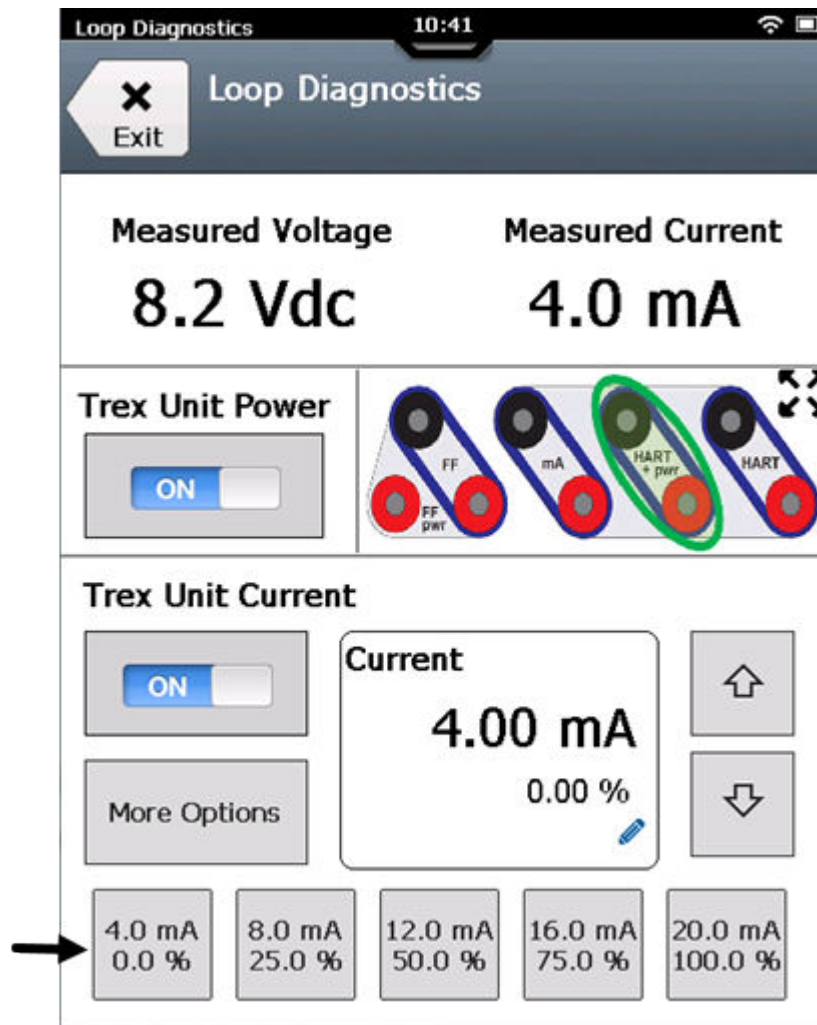 Loop Diagnostics 10:41
Loop Diagnostics
Exit
Measured Voltage
Measured Current
8.2 Vdc
4.0 mA
Trex Unit Power
ON
FF
FF
pwr
mA
HART
+ pwr
HART
Trex Unit Current
ON
More Options
Current
4.00 mA
0.00 %
4.0 mA
0.0 %
8.0 mA
25.0 %
12.0 mA
50.0 %
16.0 mA
75.0 %
20.0 mA
100.0 %